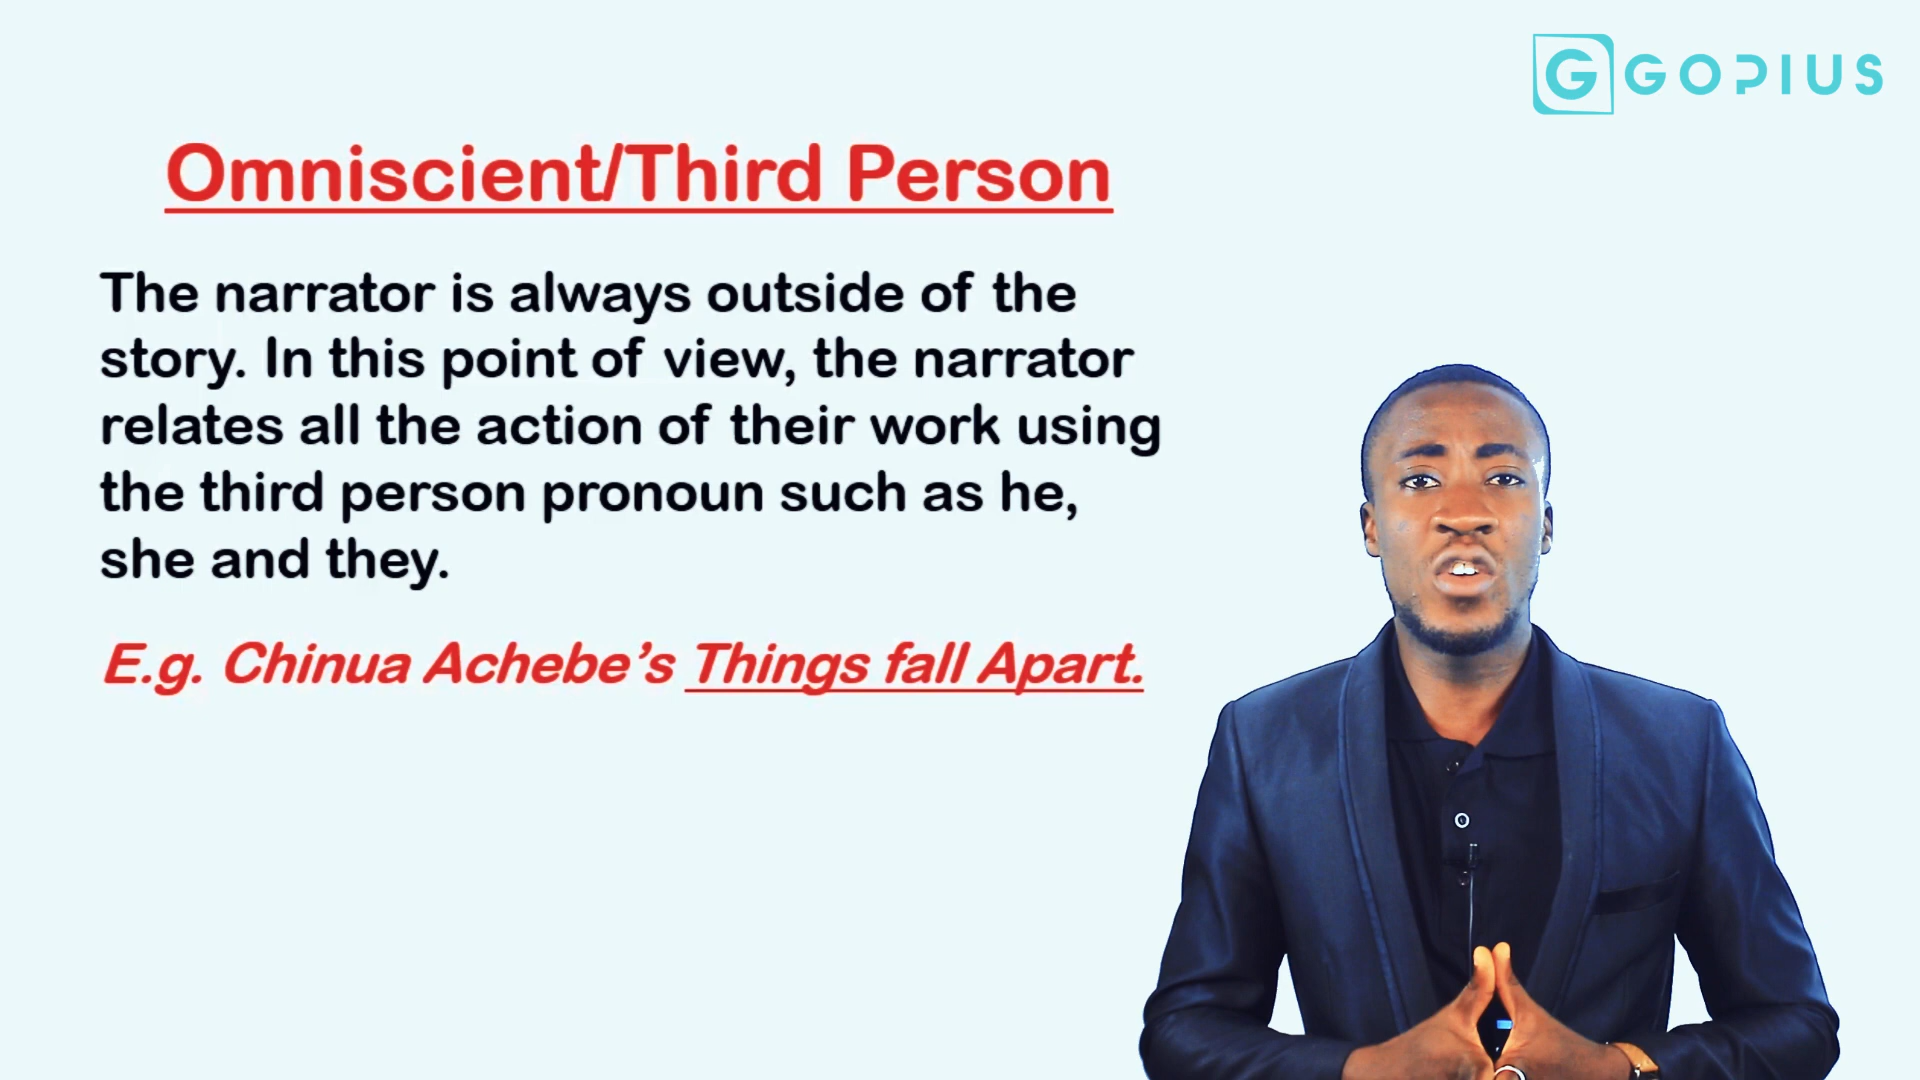 GOPIUS
Omniscient/Third Person
The narrator is always outside of the
story. In this point of view, the narrator
relates all the action of their work using
the third person pronoun such as he,
she and they.
E.g. Chinua Achebe’s Things fall Apart.